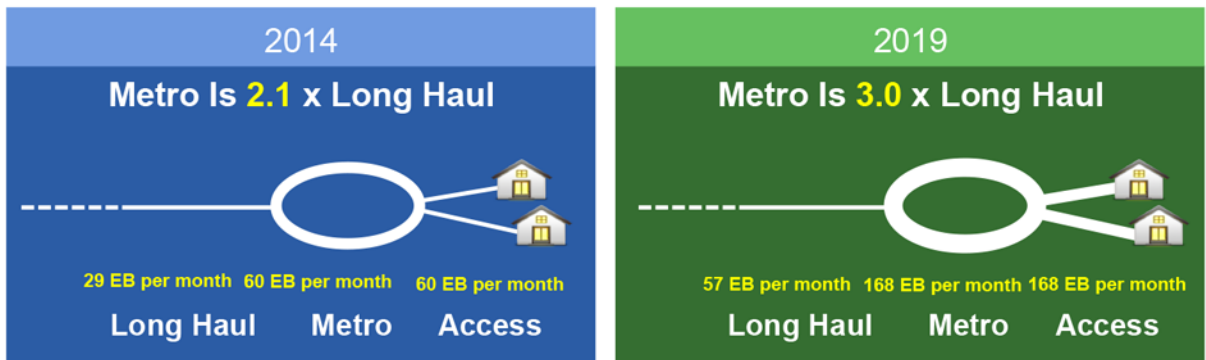 2014
Metro Is 2.1 x Long Haul
29 EB per month 60 EB per month 60 EB per month
Long Haul Metro Access
2019
Metro Is 3.0 x Long Haul
57 EB per month 168 EB per month 168 EB per month
Long Haul Metro Access